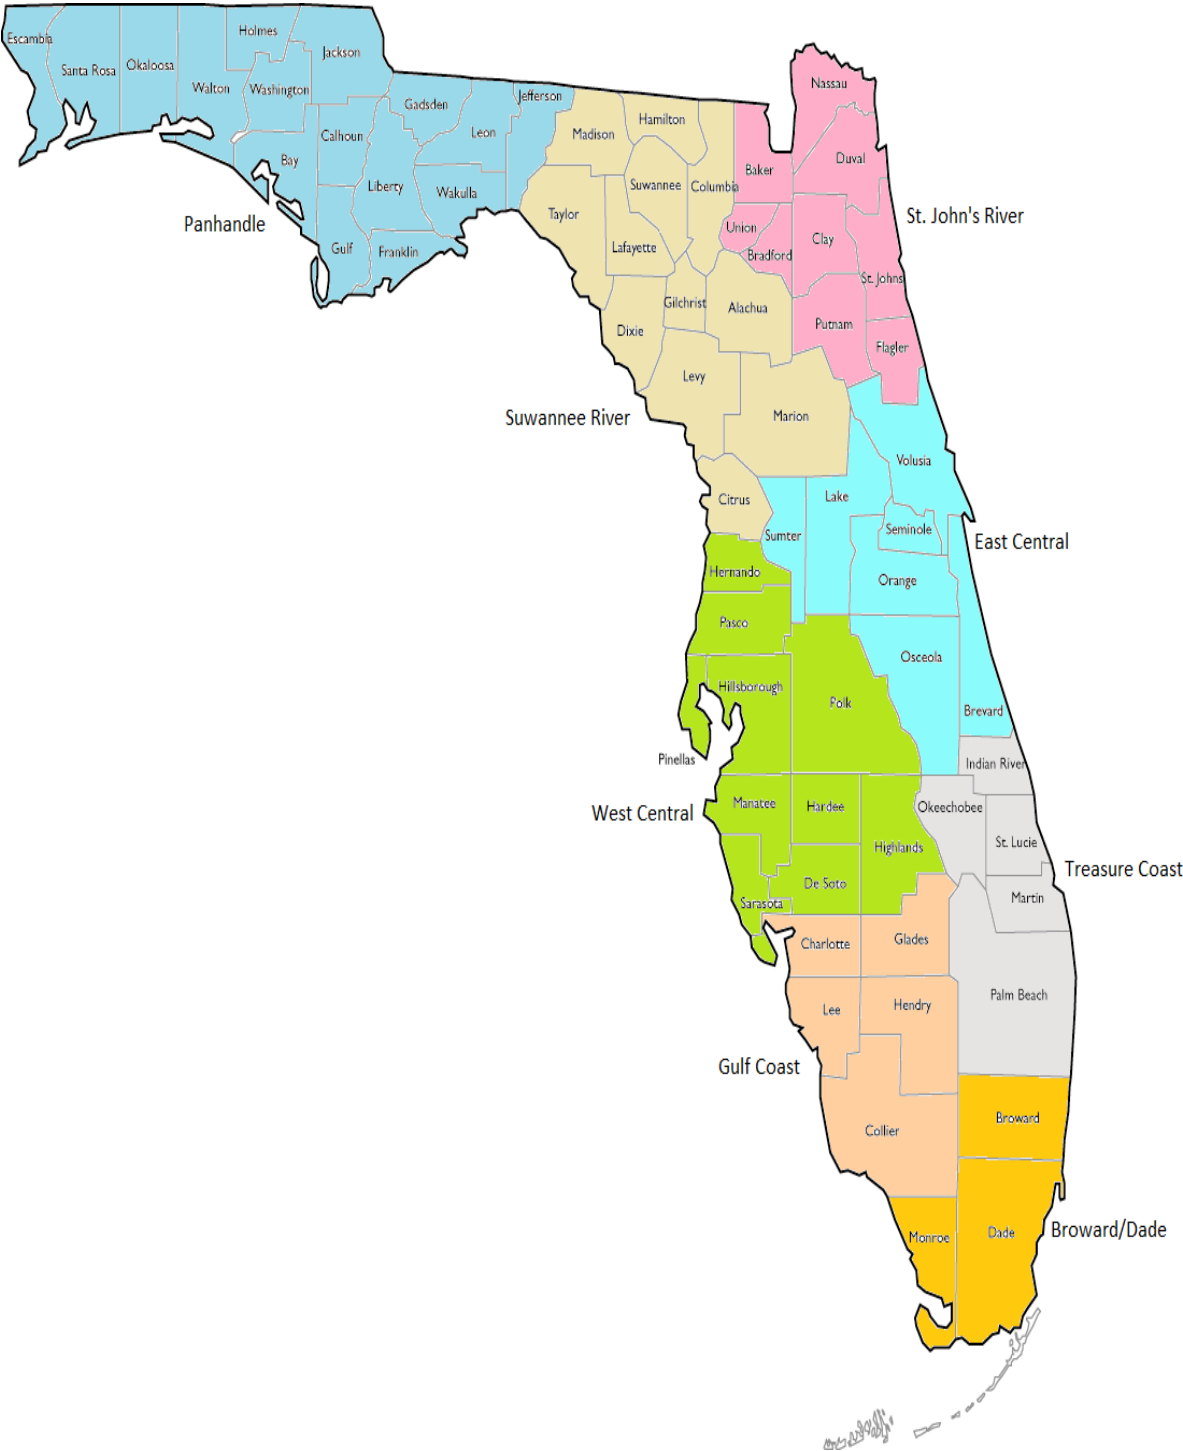 Escambia
Santa Rosa
Okaloosa
Walton
Holmes
Washington
Jackson
Bay
Calhoun
Gulf
Liberty
Gadsden
Franklin
Leon
Wakulla
Jefferson
Panhandle
Madison
Hamilton
Taylor
Suwannee
Lafayette
Columbia
Dixie
Gilchrist
Alachua
Levy
Marion
Citrus
Suwannee River
Nassau
Duval
Baker
Union
Bradford
Clay
St. Johns
Putnam
Flagler
St. John's River
Volusia
Lake
Sumter
Seminole
Orange
Osceola
Brevard
East Central
Hernando
Pasco
Pinellas
Hillsborough
Polk
Manatee
Hardee
Highlands
Sarasota
De Soto
West Central
Indian River
Okeechobee
St. Lucie
Martin
Palm Beach
Treasure Coast
Charlotte
Glades
Lee
Hendry
Collier
Gulf Coast
Broward
Dade
Monroe
Broward/Dade